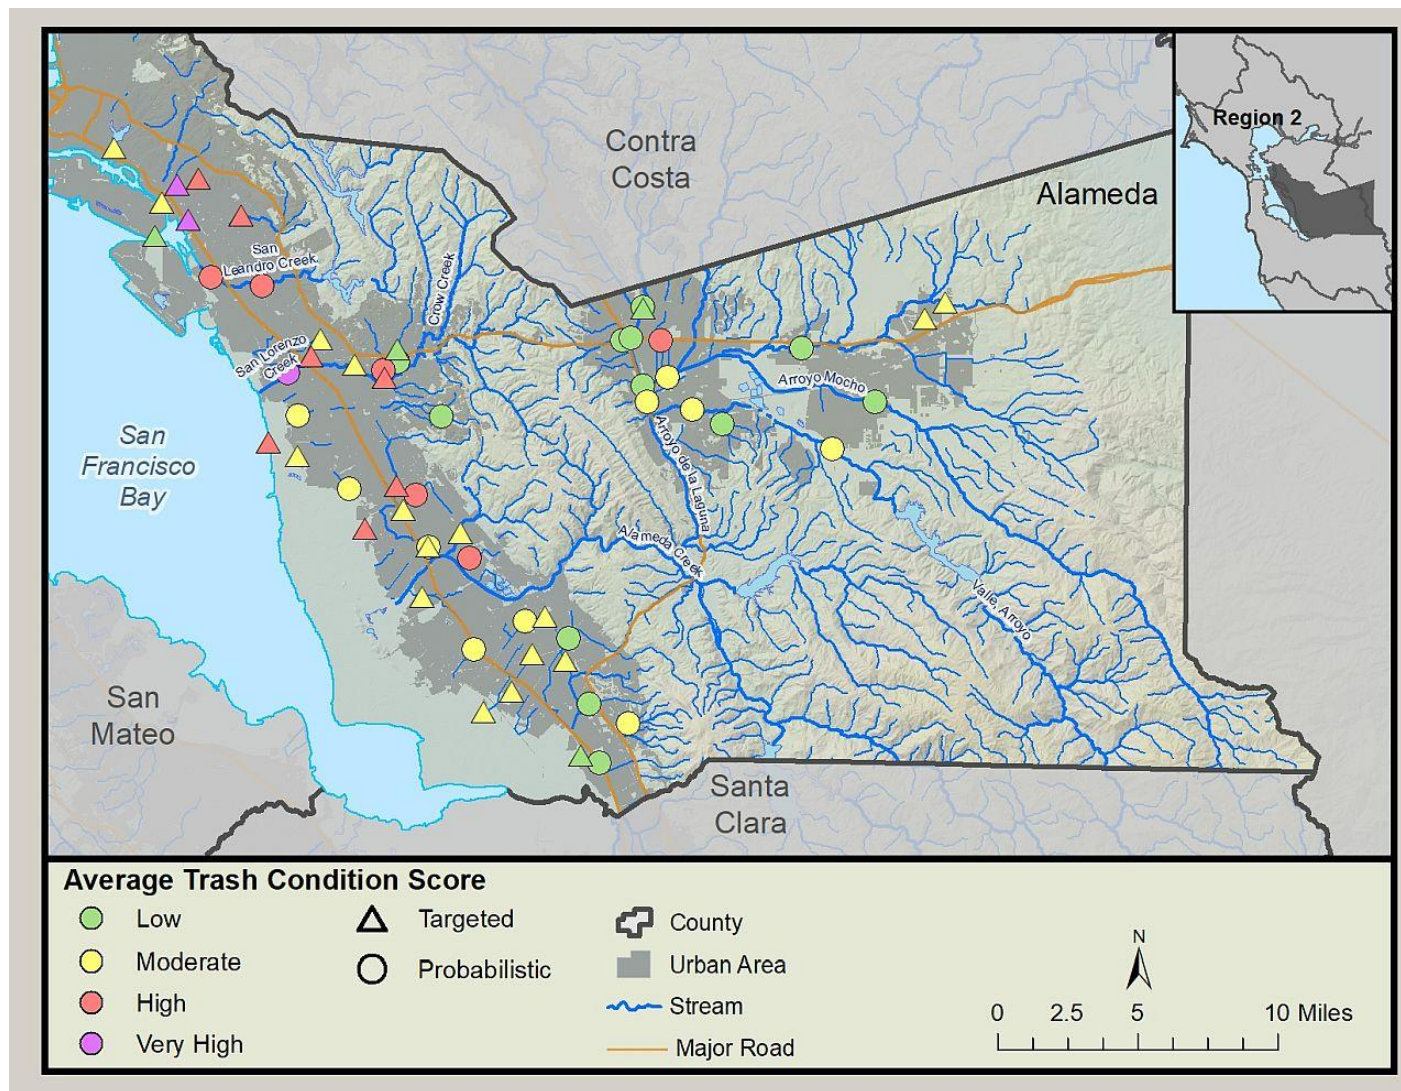 Contra
Costa
Region 2
Alameda
San
Leandro Creek
Crow Creek
San Lorenzo
Creek
Arroyo Mocho
San
Francisco
Bay
Arroyo de la Laguna
Alameda Creek
Valle, Arroyo
San
Mateo
Santa
Clara
Average Trash Condition Score
Low
Moderate
High
Very High
Targeted
Probabilistic
County
Urban Area
Stream
Major Road
N
0 2.5 5 10 Miles